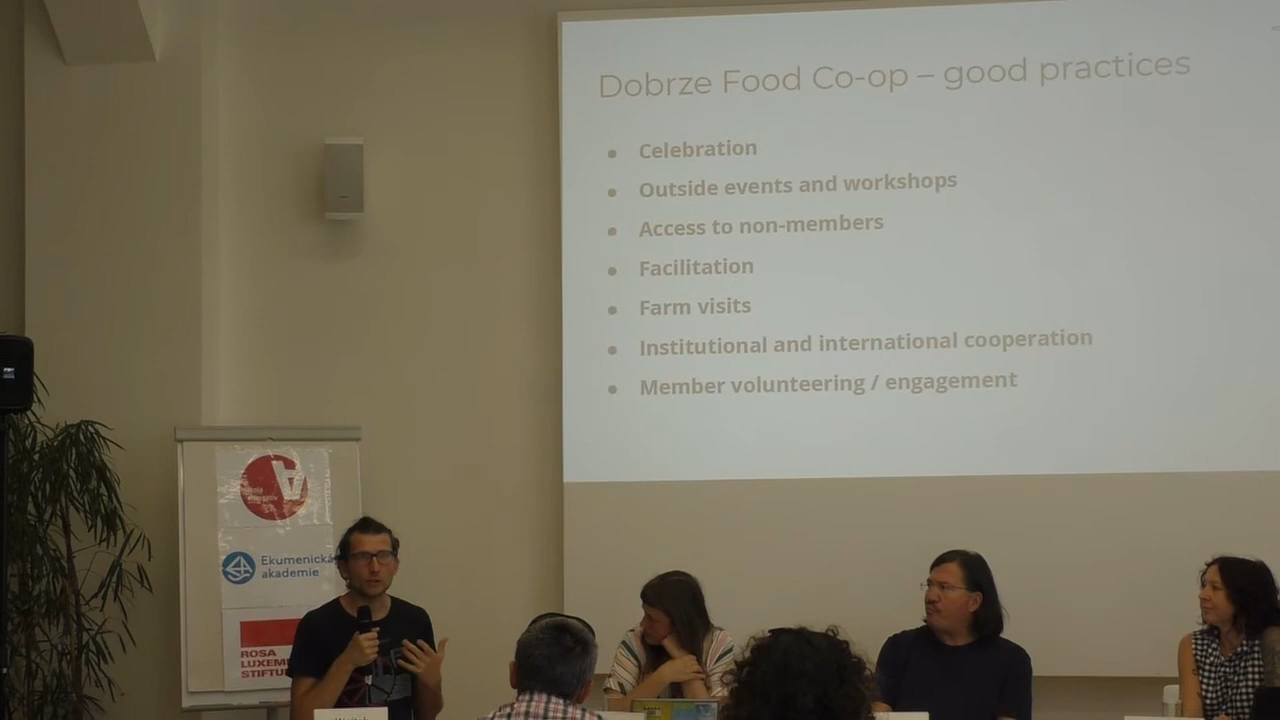 Dobrze Food Co-op – good practices
Celebration
Outside events and workshops
Access to non-members
Facilitation
Farm visits
Institutional and international cooperation
Member volunteering / engagement
Ekumenická
akademie
ROSA
STIFTU